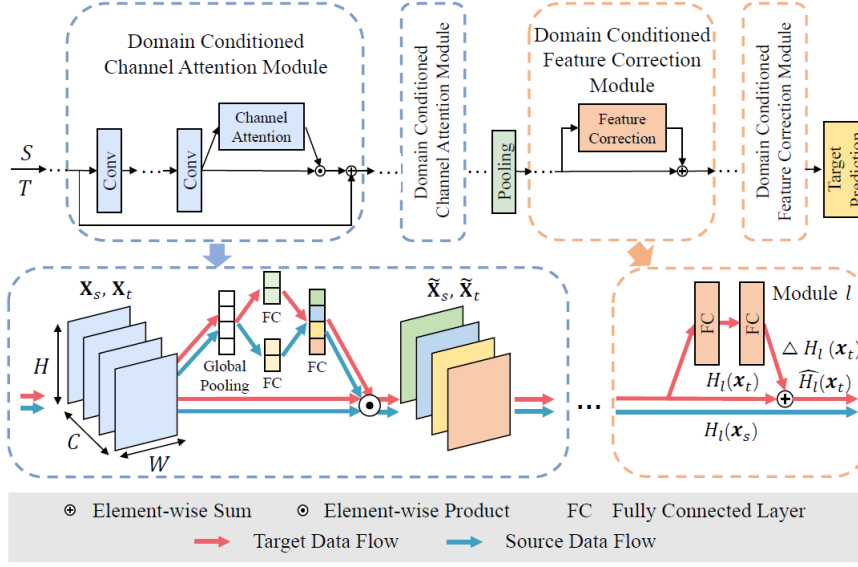 Domain Conditioned
Channel Attention Module
Channel
Attention
S
T
Conv
...
Conv
...
Domain Conditioned
Channel Attention Module
...
Pooling
...
Domain Conditioned
Feature Correction
Module
Feature
Correction
...
Domain Conditioned
Feature Correction Module
...
Target
Prediction
X_s, X_t
H
C
W
Global
Pooling
FC
FC
FC
X̃_s, X̃_t
...
Module l
FC
FC
△ H_l (x_t)
H_l(x_t)
Ĥ_l(x_t)
H_l(x_s)
⊕ Element-wise Sum ⊙ Element-wise Product FC Fully Connected Layer
Target Data Flow Source Data Flow